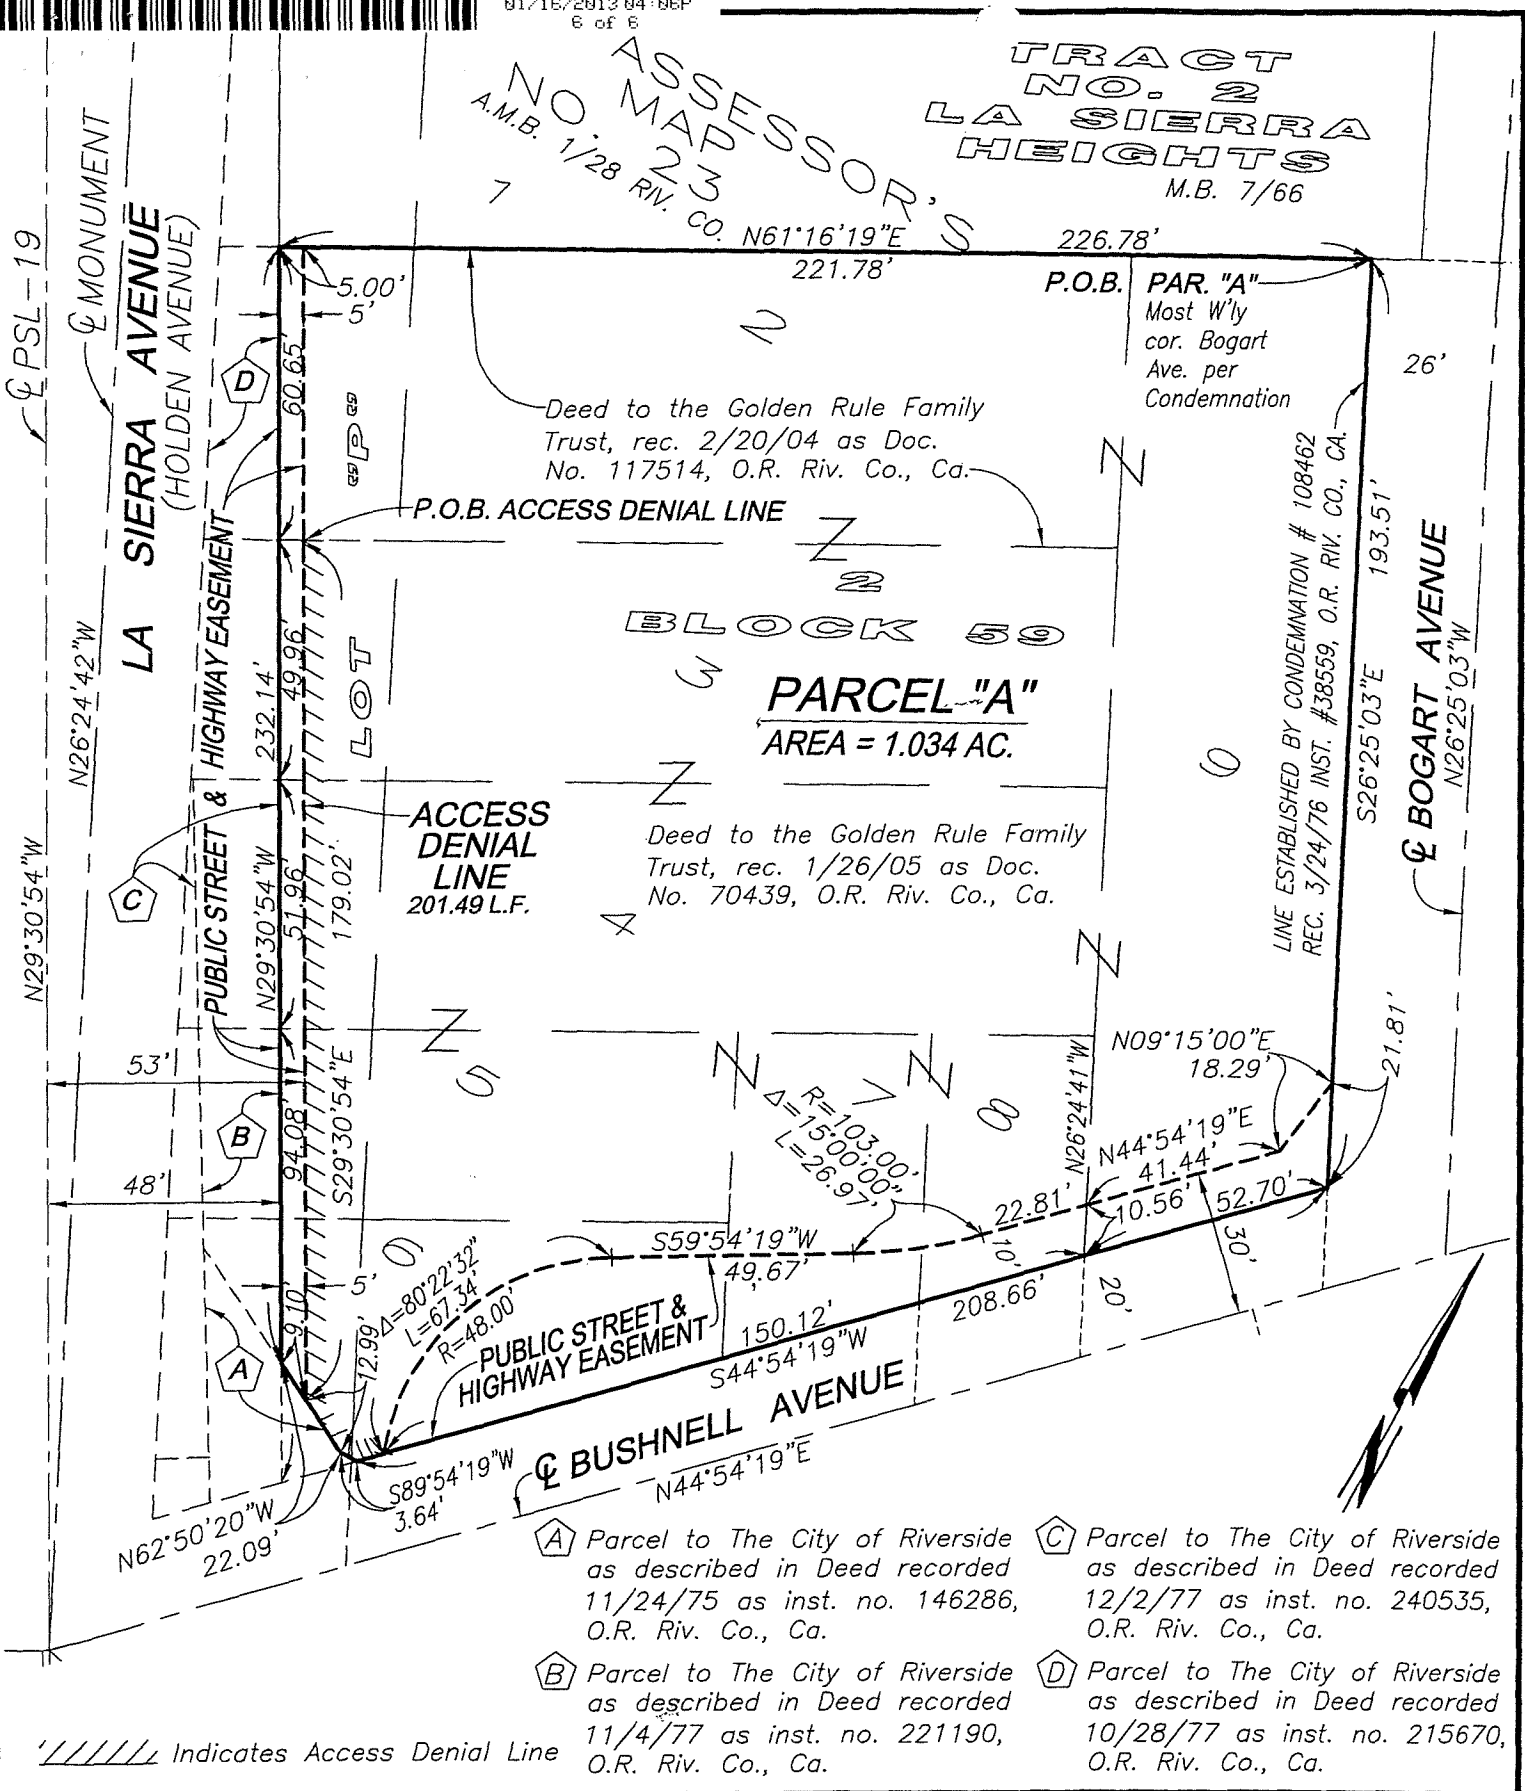 01/16/2013 04:06P
6 of 6
ASSESSOR'S
MAP
NO. 23
A.M.B. 1/28 RIV. CO.
TRACT
NO. 2
LA SIERRA
HEIGHTS
M.B. 7/66
7
N61°16'19"E
221.78'
226.78'
P.O.B.
PAR. "A"
Most W'ly
cor. Bogart
Ave. per
Condemnation
26'
℄ PSL-19
℄ MONUMENT
LA SIERRA AVENUE
(HOLDEN AVENUE)
5.00'
5'
D
60.65'
2
"P"
Deed to the Golden Rule Family
Trust, rec. 2/20/04 as Doc.
No. 117514, O.R. Riv. Co., Ca.
P.O.B. ACCESS DENIAL LINE
2
BLOCK 59
3
PARCEL "A"
AREA = 1.034 AC.
LOT
PUBLIC STREET & HIGHWAY EASEMENT
N26°24'42"W
232.14'
49.96'
N29°30'54"W
N29°30'54"W
51.96'
179.02'
C
ACCESS
DENIAL
LINE
201.49 L.F.
Deed to the Golden Rule Family
Trust, rec. 1/26/05 as Doc.
No. 70439, O.R. Riv. Co., Ca.
4
9
LINE ESTABLISHED BY CONDEMNATION # 108462
REC. 3/24/76 INST. #38559, O.R. RIV. CO., CA.
193.51'
S26°25'03"E
℄ BOGART AVENUE
N26°25'03"W
53'
B
94.08'
S29°30'54"E
48'
5
7
8
R=103.00'
Δ=15°00'00"
L=26.97'
N26°24'41"W
N09°15'00"E
18.29'
21.81'
N44°54'19"E
41.44'
22.81'
10.56'
52.70'
10'
20'
30'
6
S59°54'19"W
49.67'
5'
9.10'
12.99'
Δ=80°22'32"
L=67.34'
R=48.00'
A
PUBLIC STREET &
HIGHWAY EASEMENT
150.12'
208.66'
S44°54'19"W
℄ BUSHNELL AVENUE
N44°54'19"E
S89°54'19"W
3.64'
N62°50'20"W
22.09'
A Parcel to The City of Riverside
as described in Deed recorded
11/24/75 as inst. no. 146286,
O.R. Riv. Co., Ca.
B Parcel to The City of Riverside
as described in Deed recorded
11/4/77 as inst. no. 221190,
O.R. Riv. Co., Ca.
C Parcel to The City of Riverside
as described in Deed recorded
12/2/77 as inst. no. 240535,
O.R. Riv. Co., Ca.
D Parcel to The City of Riverside
as described in Deed recorded
10/28/77 as inst. no. 215670,
O.R. Riv. Co., Ca.
Indicates Access Denial Line